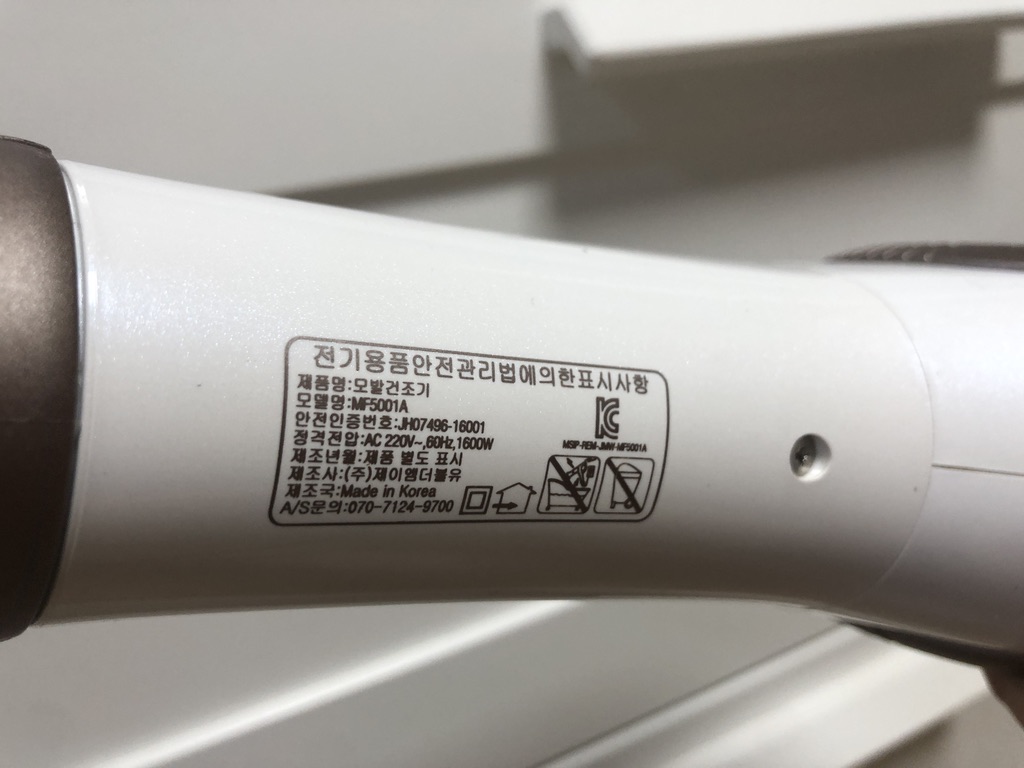 전기용품안전관리법에의한표시사항
제품명:모발건조기
모델명:MF5001A
안전인증번호:JH07496-16001
정격전압:AC 220V~,60Hz,1600W
제조년월:제품 별도 표시
제조사:(주)제이엠더블유
제조국:Made in Korea
A/S문의:070-7124-9700
MSIP-REM-JMW-MF5001A